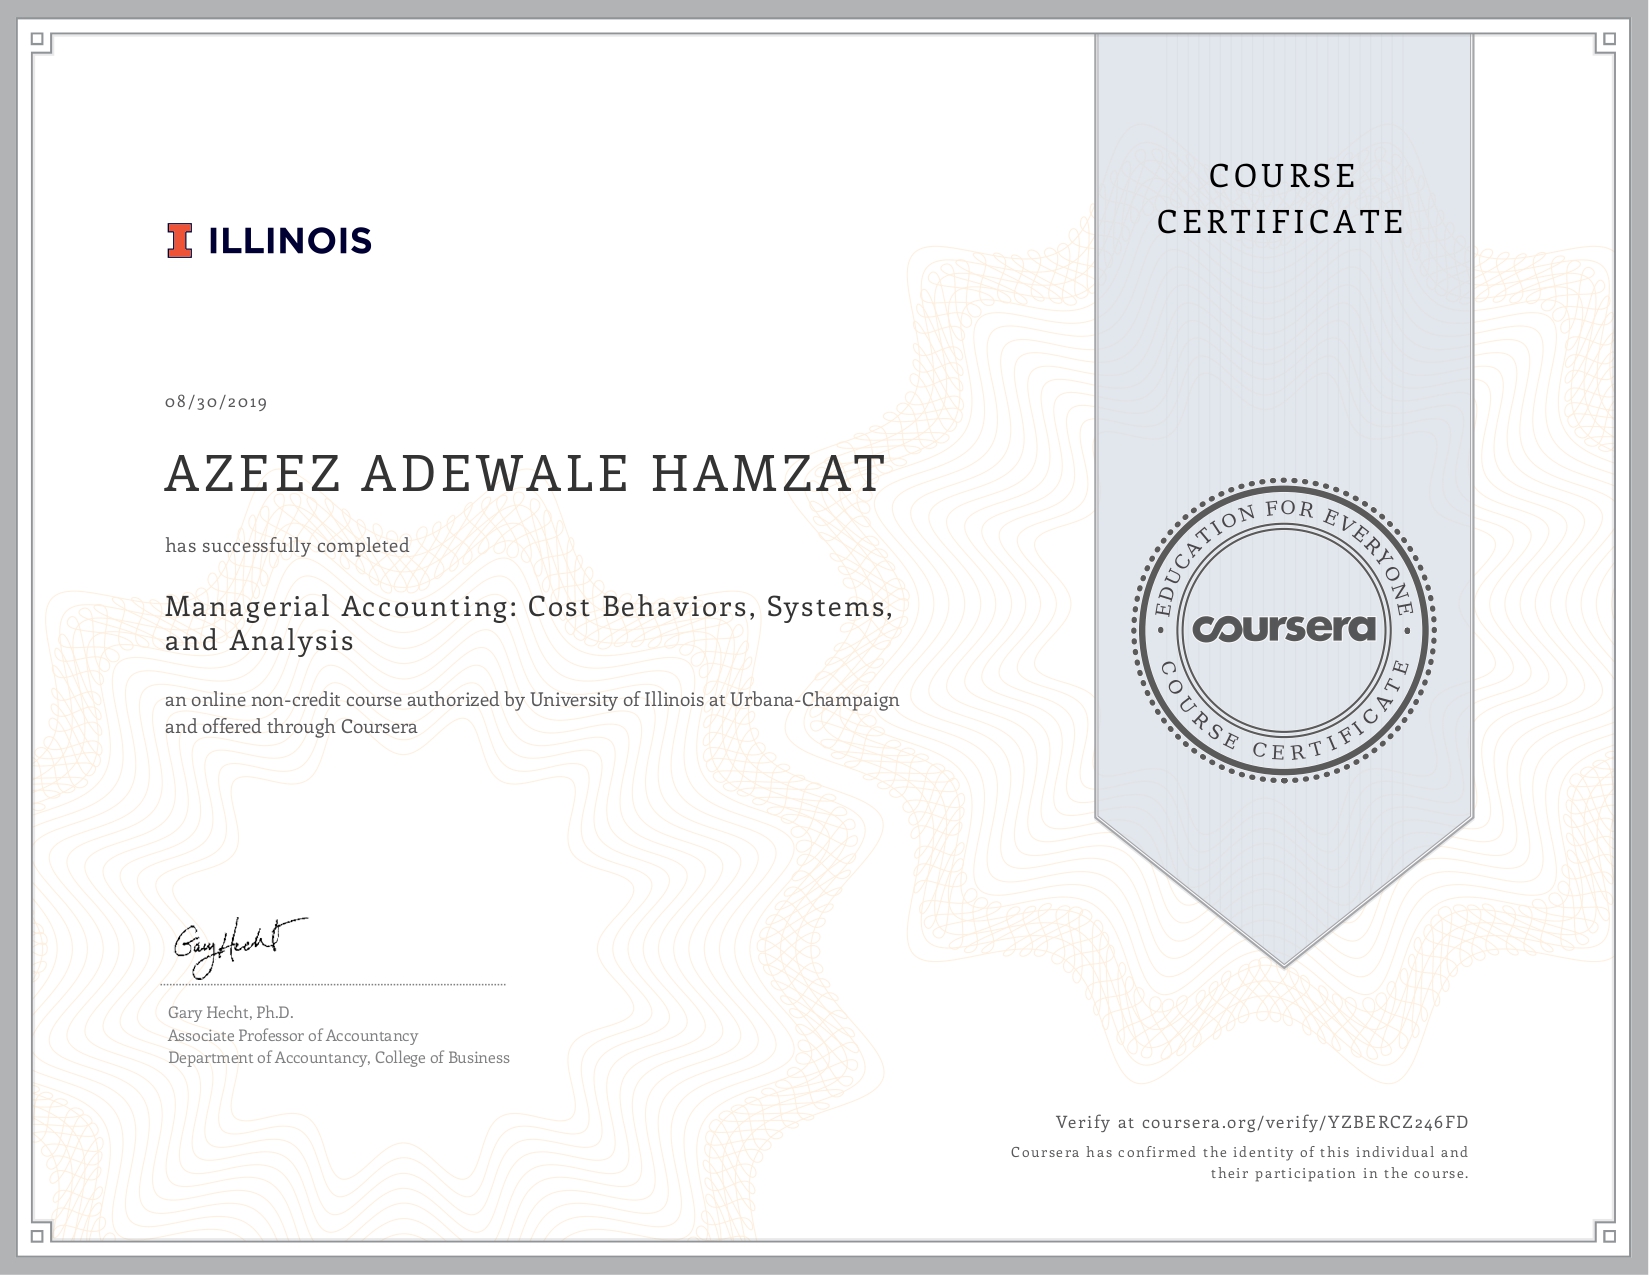 COURSE
CERTIFICATE
ILLINOIS
08/30/2019
AZEEZ ADEWALE HAMZAT
has successfully completed
Managerial Accounting: Cost Behaviors, Systems,
and Analysis
an online non-credit course authorized by University of Illinois at Urbana-Champaign
and offered through Coursera
EDUCATION FOR EVERYONE
coursera
COURSE CERTIFICATE
Gary Hecht
Gary Hecht, Ph.D.
Associate Professor of Accountancy
Department of Accountancy, College of Business
Verify at coursera.org/verify/YZBERCZ246FD
Coursera has confirmed the identity of this individual and
their participation in the course.